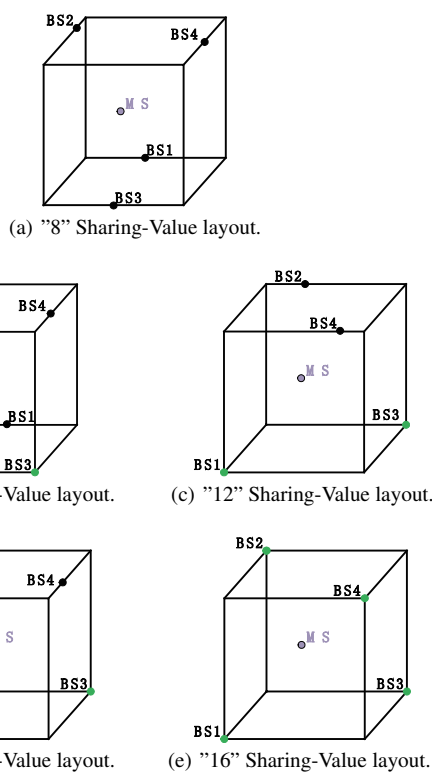 BS2
BS4
M S
BS1
BS3
(a) "8" Sharing-Value layout.
BS4
BS1
BS3
-Value layout.
BS2
BS4
M S
BS3
BS1
(c) "12" Sharing-Value layout.
BS4
S
BS3
-Value layout.
BS2
BS4
M S
BS3
BS1
(e) "16" Sharing-Value layout.